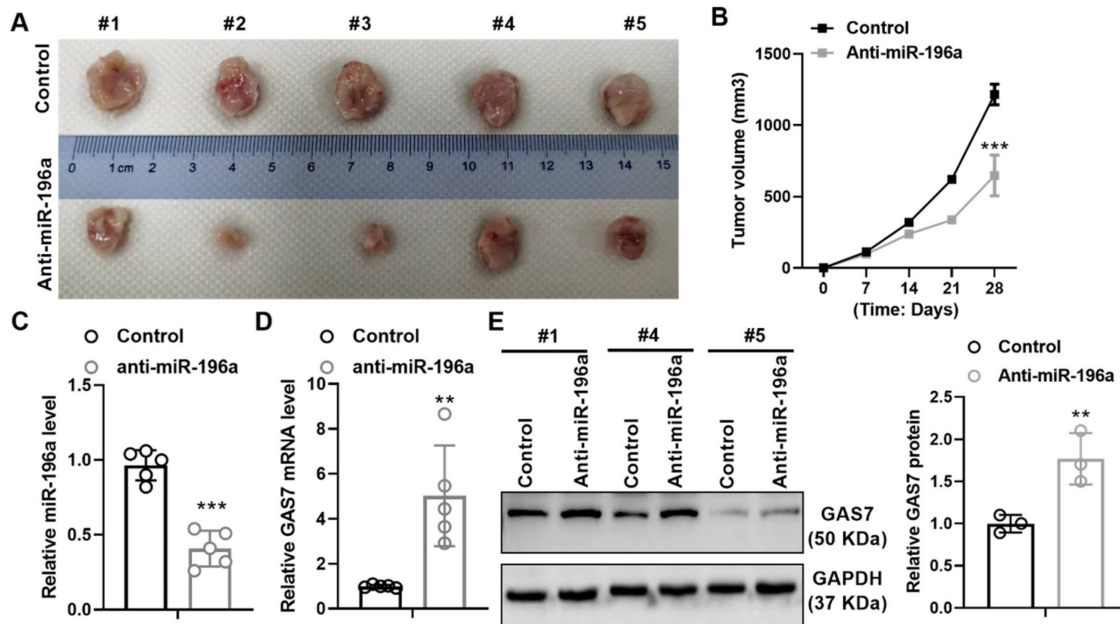 A
#1 #2 #3 #4 #5
Control
Anti-miR-196a
0 1 cm 2 3 4 5 6 7 8 9 10 11 12 13 14 15
B
Control
Anti-miR-196a
Tumor volume (mm3)
1500
1000
500
0
***
0 7 14 21 28
(Time: Days)
C
Control
anti-miR-196a
Relative miR-196a level
1.5
1.0
0.5
0.0
***
D
Control
anti-miR-196a
Relative GAS7 mRNA level
10
8
6
4
2
0
**
E
#1 #4 #5
Control Anti-miR-196a Control Anti-miR-196a Control Anti-miR-196a
GAS7
(50 KDa)
GAPDH
(37 KDa)
Control
Anti-miR-196a
Relative GAS7 protein
2.5
2.0
1.5
1.0
0.5
0.0
**